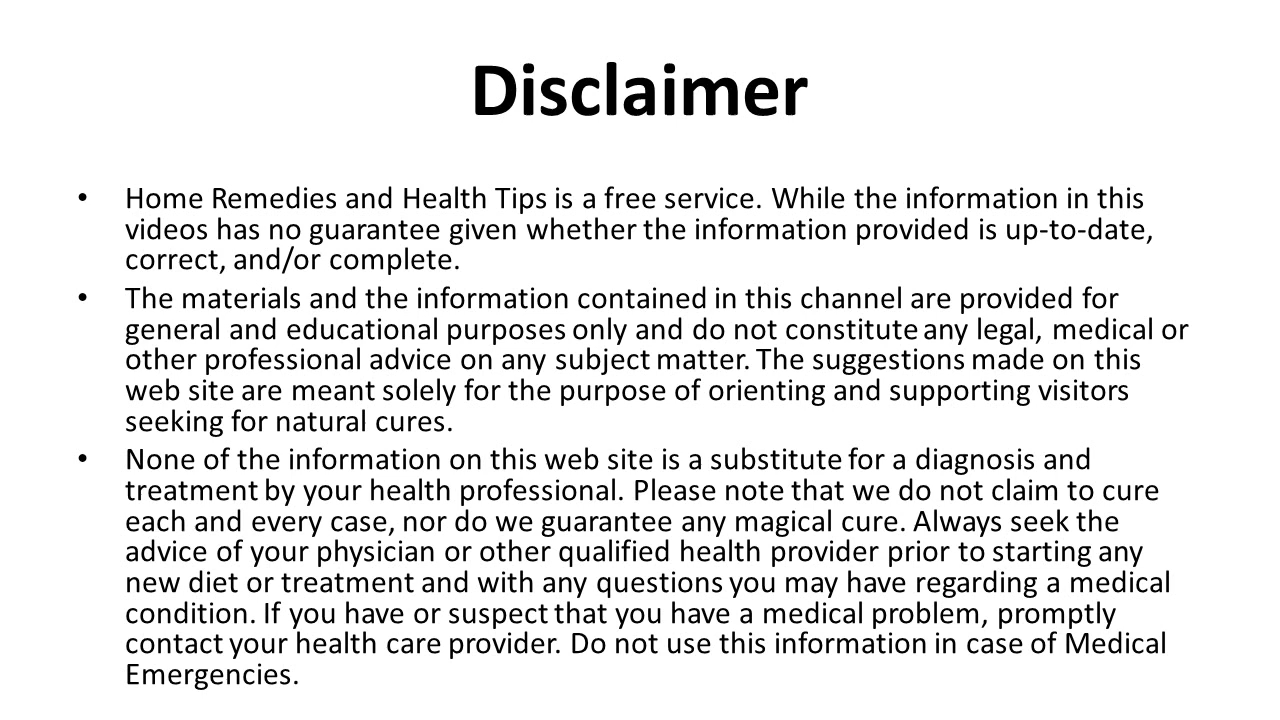 Disclaimer
• Home Remedies and Health Tips is a free service. While the information in this
videos has no guarantee given whether the information provided is up-to-date,
correct, and/or complete.
• The materials and the information contained in this channel are provided for
general and educational purposes only and do not constitute any legal, medical or
other professional advice on any subject matter. The suggestions made on this
web site are meant solely for the purpose of orienting and supporting visitors
seeking for natural cures.
• None of the information on this web site is a substitute for a diagnosis and
treatment by your health professional. Please note that we do not claim to cure
each and every case, nor do we guarantee any magical cure. Always seek the
advice of your physician or other qualified health provider prior to starting any
new diet or treatment and with any questions you may have regarding a medical
condition. If you have or suspect that you have a medical problem, promptly
contact your health care provider. Do not use this information in case of Medical
Emergencies.